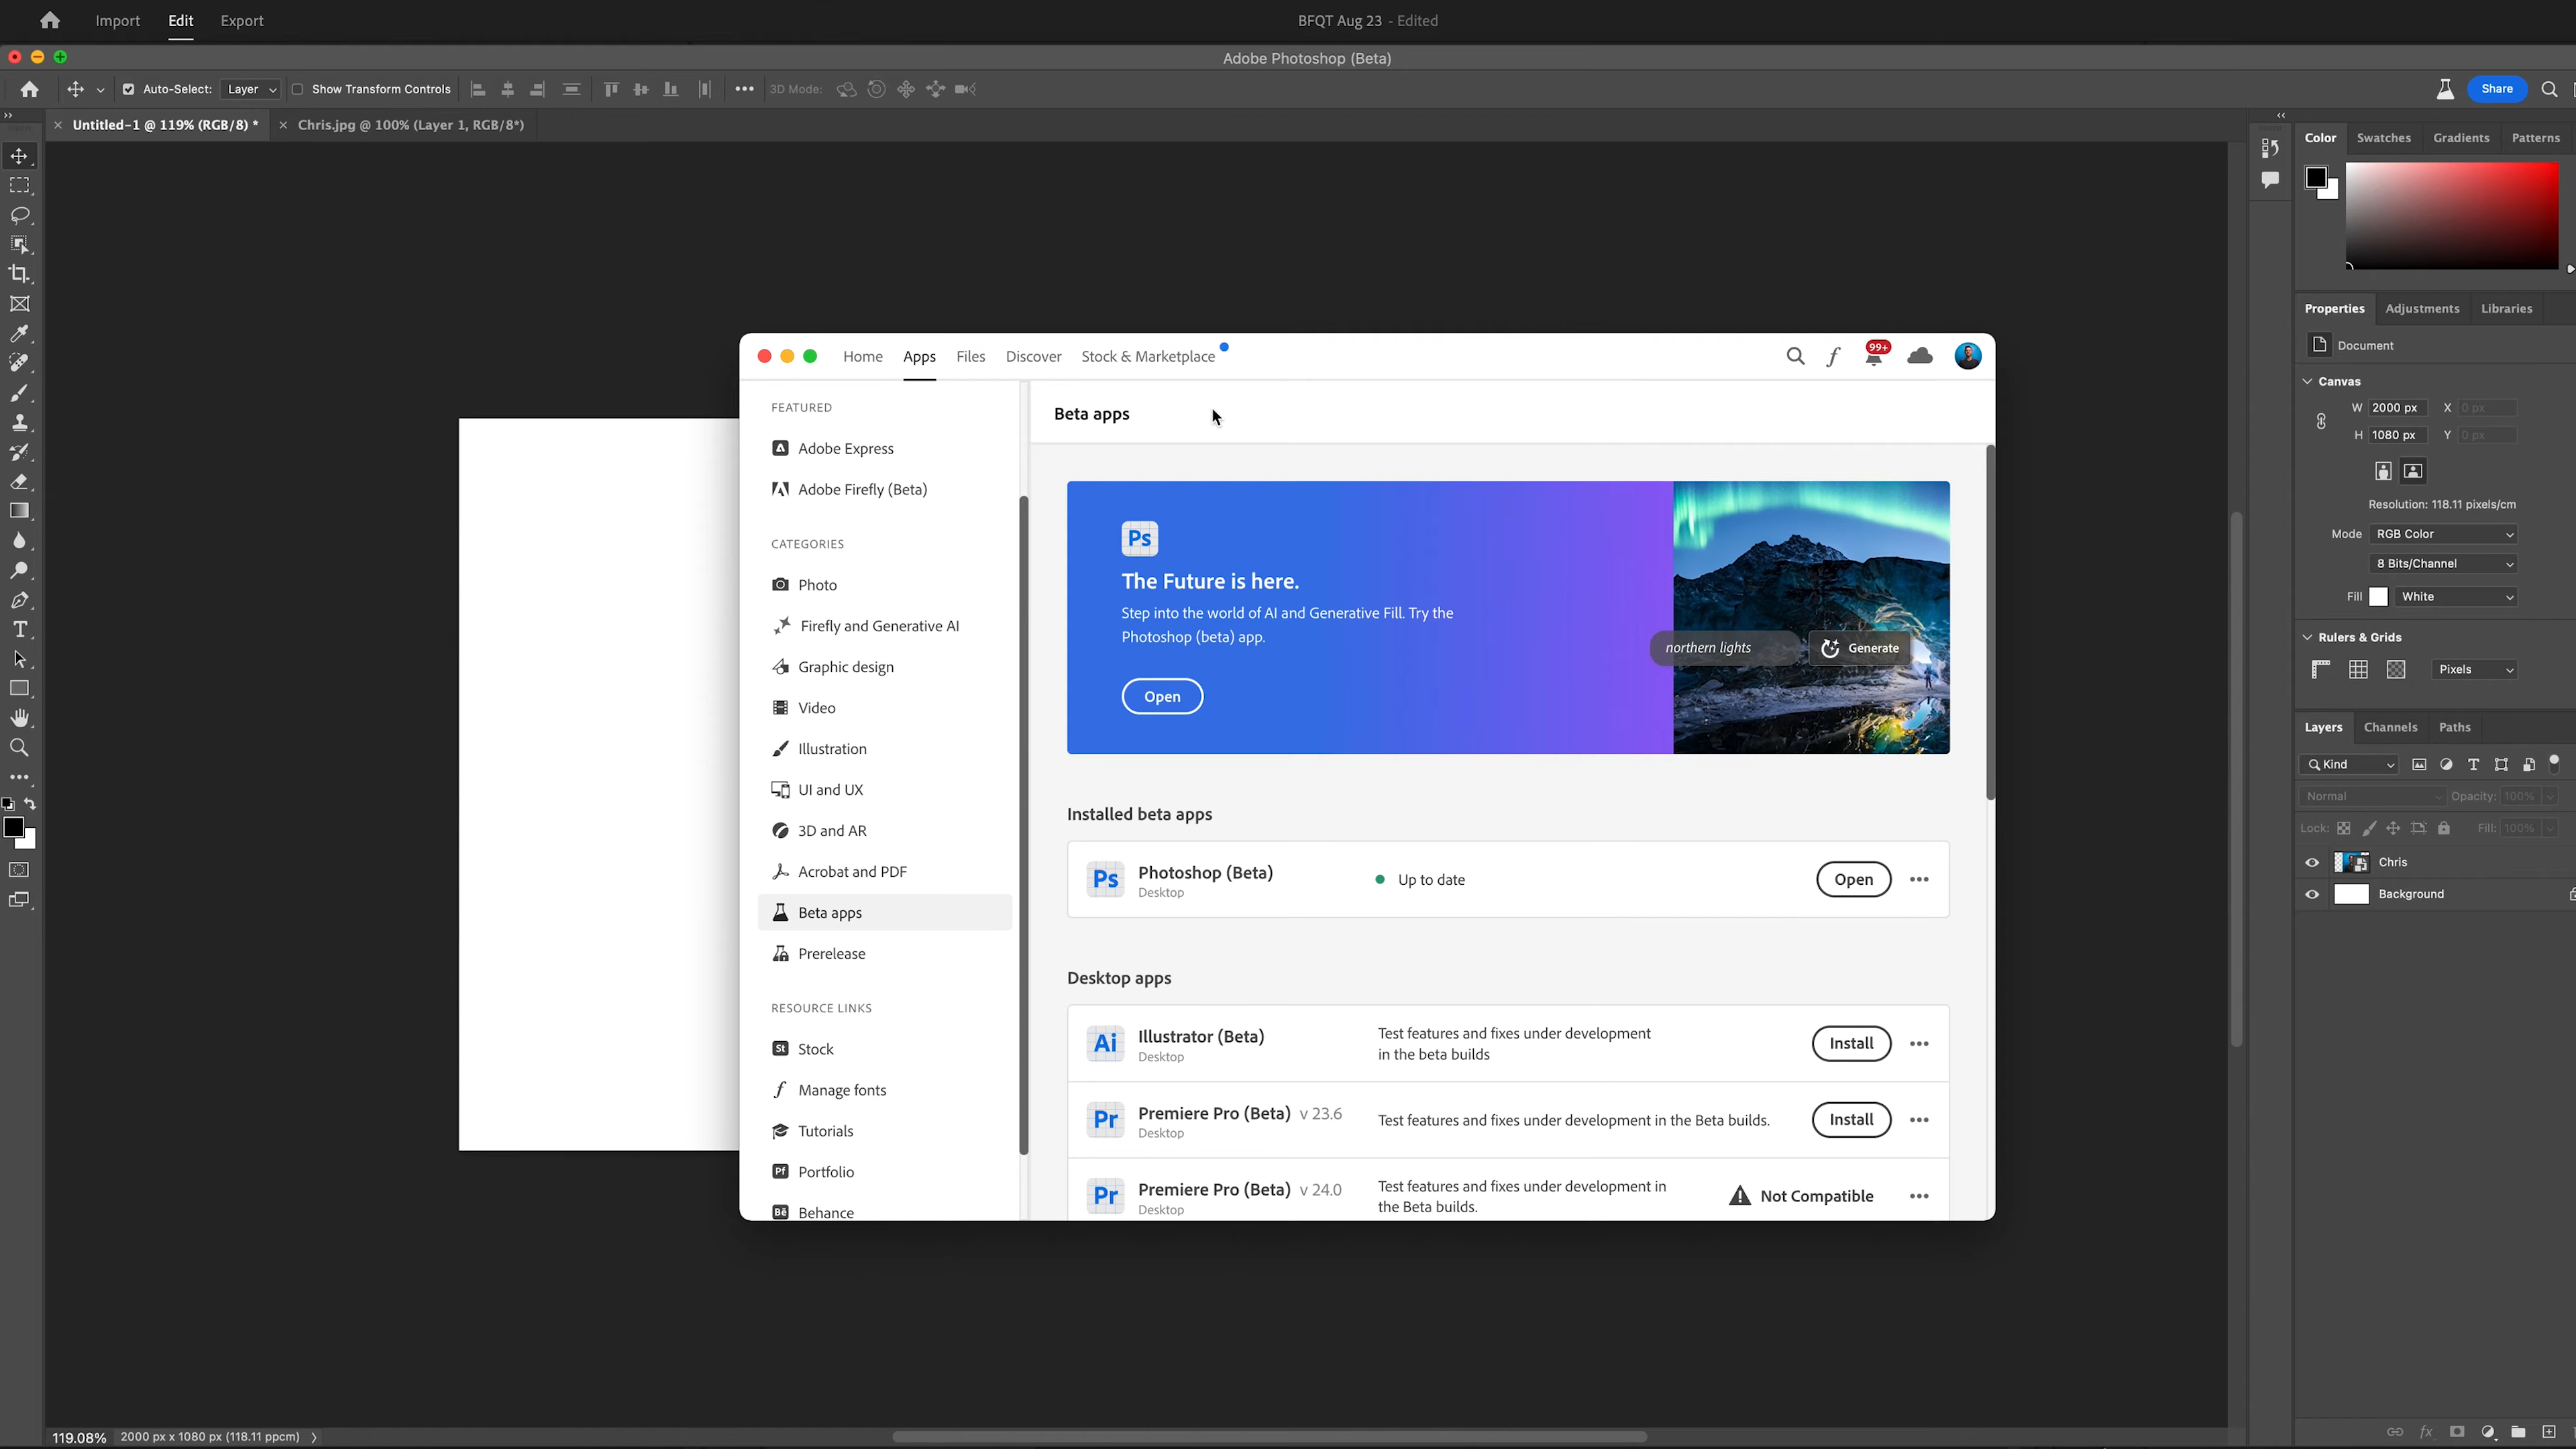 Import Edit Export
BFQT Aug 23 - Edited
Adobe Photoshop (Beta)
Auto-Select: Layer Show Transform Controls ••• 3D Mode: Share
Untitled-1 @ 119% (RGB/8) * Chris.jpg @ 100% (Layer 1, RGB/8*)
Color Swatches Gradients Patterns
Properties Adjustments Libraries
Document
Canvas
W 2000 px X 0 px
H 1080 px Y 0 px
Resolution: 118.11 pixels/cm
Mode RGB Color
8 Bits/Channel
Fill White
Rulers & Grids
Pixels
Layers Channels Paths
Kind
Normal Opacity: 100%
Lock: Fill: 100%
Chris
Background
Home Apps Files Discover Stock & Marketplace 99+
FEATURED
Adobe Express
Adobe Firefly (Beta)
CATEGORIES
Photo
Firefly and Generative AI
Graphic design
Video
Illustration
UI and UX
3D and AR
Acrobat and PDF
Beta apps
Prerelease
RESOURCE LINKS
St Stock
Manage fonts
Tutorials
Pf Portfolio
Bē Behance
Beta apps
Ps
The Future is here.
Step into the world of AI and Generative Fill. Try the
Photoshop (beta) app.
Open
northern lights Generate
Installed beta apps
Ps Photoshop (Beta) Up to date Open
Desktop
Desktop apps
Ai Illustrator (Beta) Test features and fixes under development
in the beta builds Install
Desktop
Pr Premiere Pro (Beta) v 23.6 Test features and fixes under development in the Beta builds. Install
Desktop
Pr Premiere Pro (Beta) v 24.0 Test features and fixes under development in
the Beta builds. Not Compatible
Desktop
119.08% 2000 px x 1080 px (118.11 ppcm)
fx